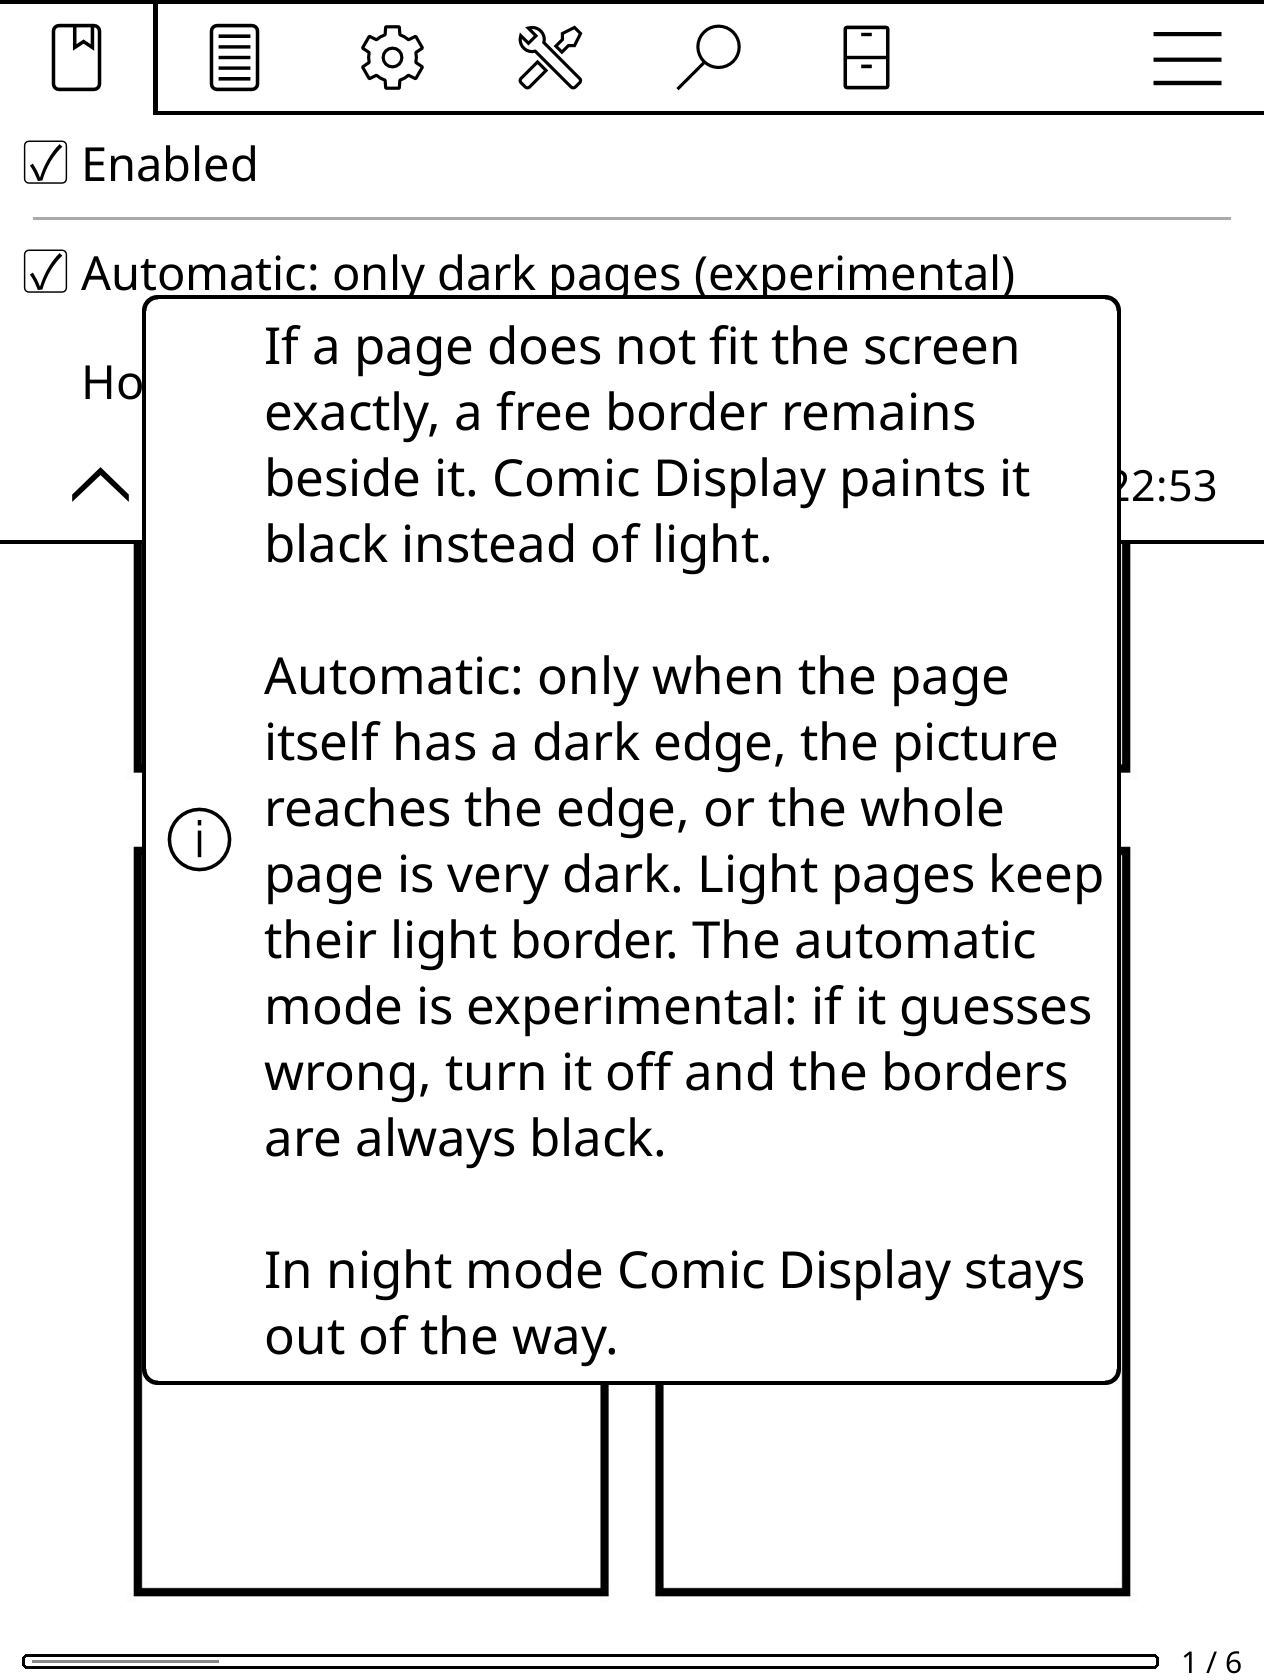 Enabled
Automatic: only dark pages (experimental)
If a page does not fit the screen
exactly, a free border remains
beside it. Comic Display paints it
black instead of light.
Automatic: only when the page
itself has a dark edge, the picture
reaches the edge, or the whole
page is very dark. Light pages keep
their light border. The automatic
mode is experimental: if it guesses
wrong, turn it off and the borders
are always black.
In night mode Comic Display stays
out of the way.
22:53
1 / 6